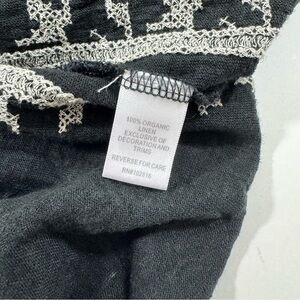 100% ORGANIC
LINEN
EXCLUSIVE OF
DECORATION AND
TRIMS
REVERSE FOR CARE
RN#102816